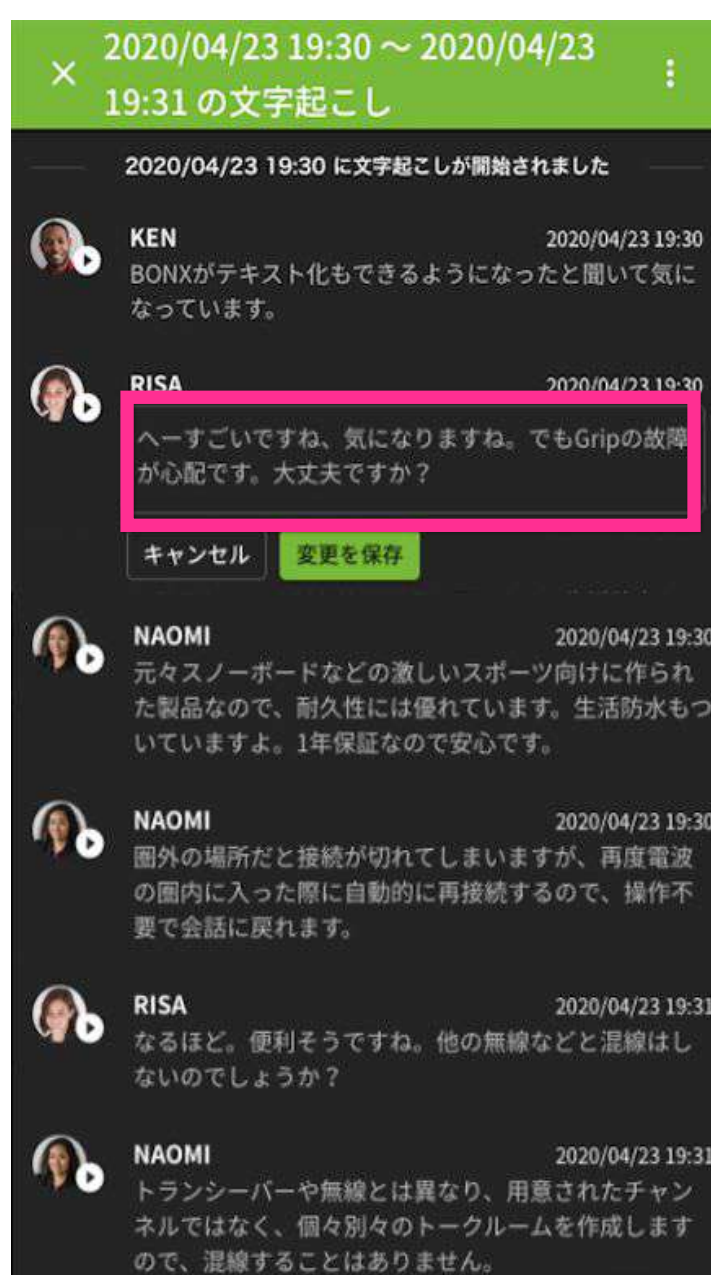 2020/04/23 19:30 ～ 2020/04/23
19:31 の文字起こし
2020/04/23 19:30 に文字起こしが開始されました
KEN 2020/04/23 19:30
BONXがテキスト化もできるようになったと聞いて気に
なっています。
RISA 2020/04/23 19:30
へーすごいですね、気になりますね。でもGripの故障
が心配です。大丈夫ですか？
キャンセル 変更を保存
NAOMI 2020/04/23 19:30
元々スノーボードなどの激しいスポーツ向けに作られ
た製品なので、耐久性には優れています。生活防水もつ
いていますよ。1年保証なので安心です。
NAOMI 2020/04/23 19:30
圏外の場所だと接続が切れてしまいますが、再度電波
の圏内に入った際に自動的に再接続するので、操作不
要で会話に戻れます。
RISA 2020/04/23 19:31
なるほど。便利そうですね。他の無線などと混線はし
ないのでしょうか？
NAOMI 2020/04/23 19:31
トランシーバーや無線とは異なり、用意されたチャン
ネルではなく、個々別々のトークルームを作成します
ので、混線することはありません。